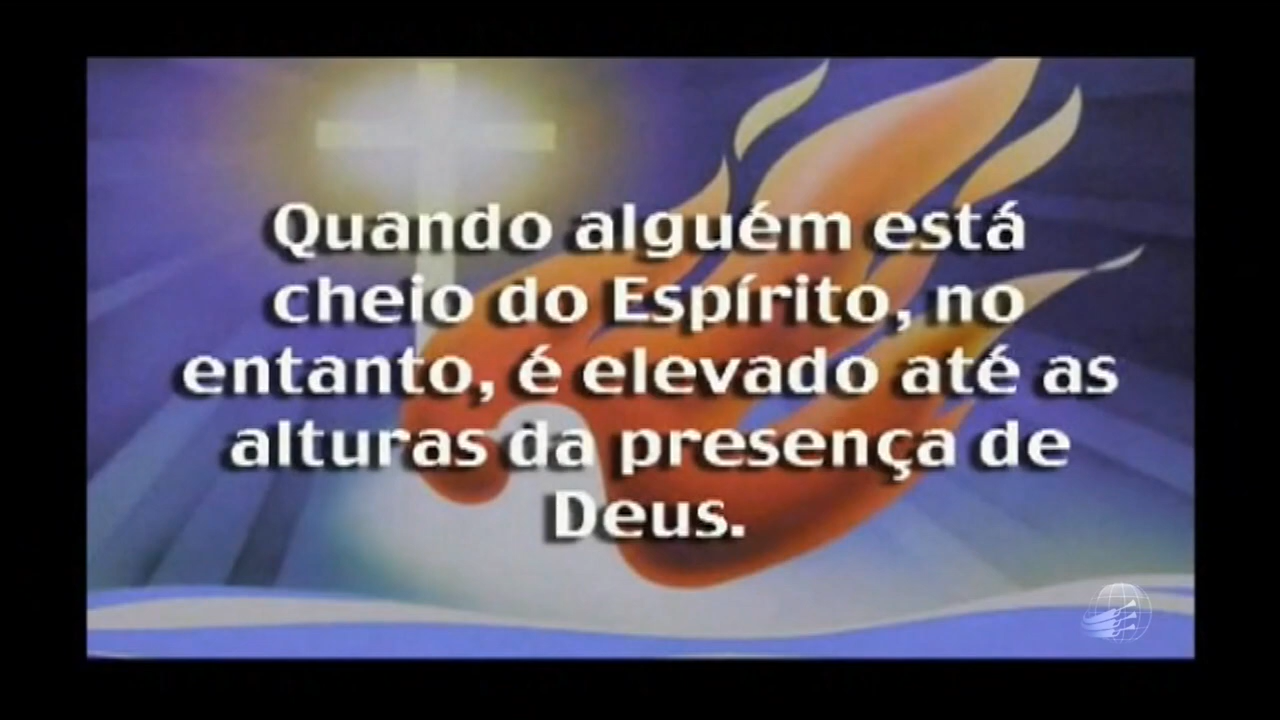 Quando alguém está
cheio do Espírito, no
entanto, é elevado até as
alturas da presença de
Deus.